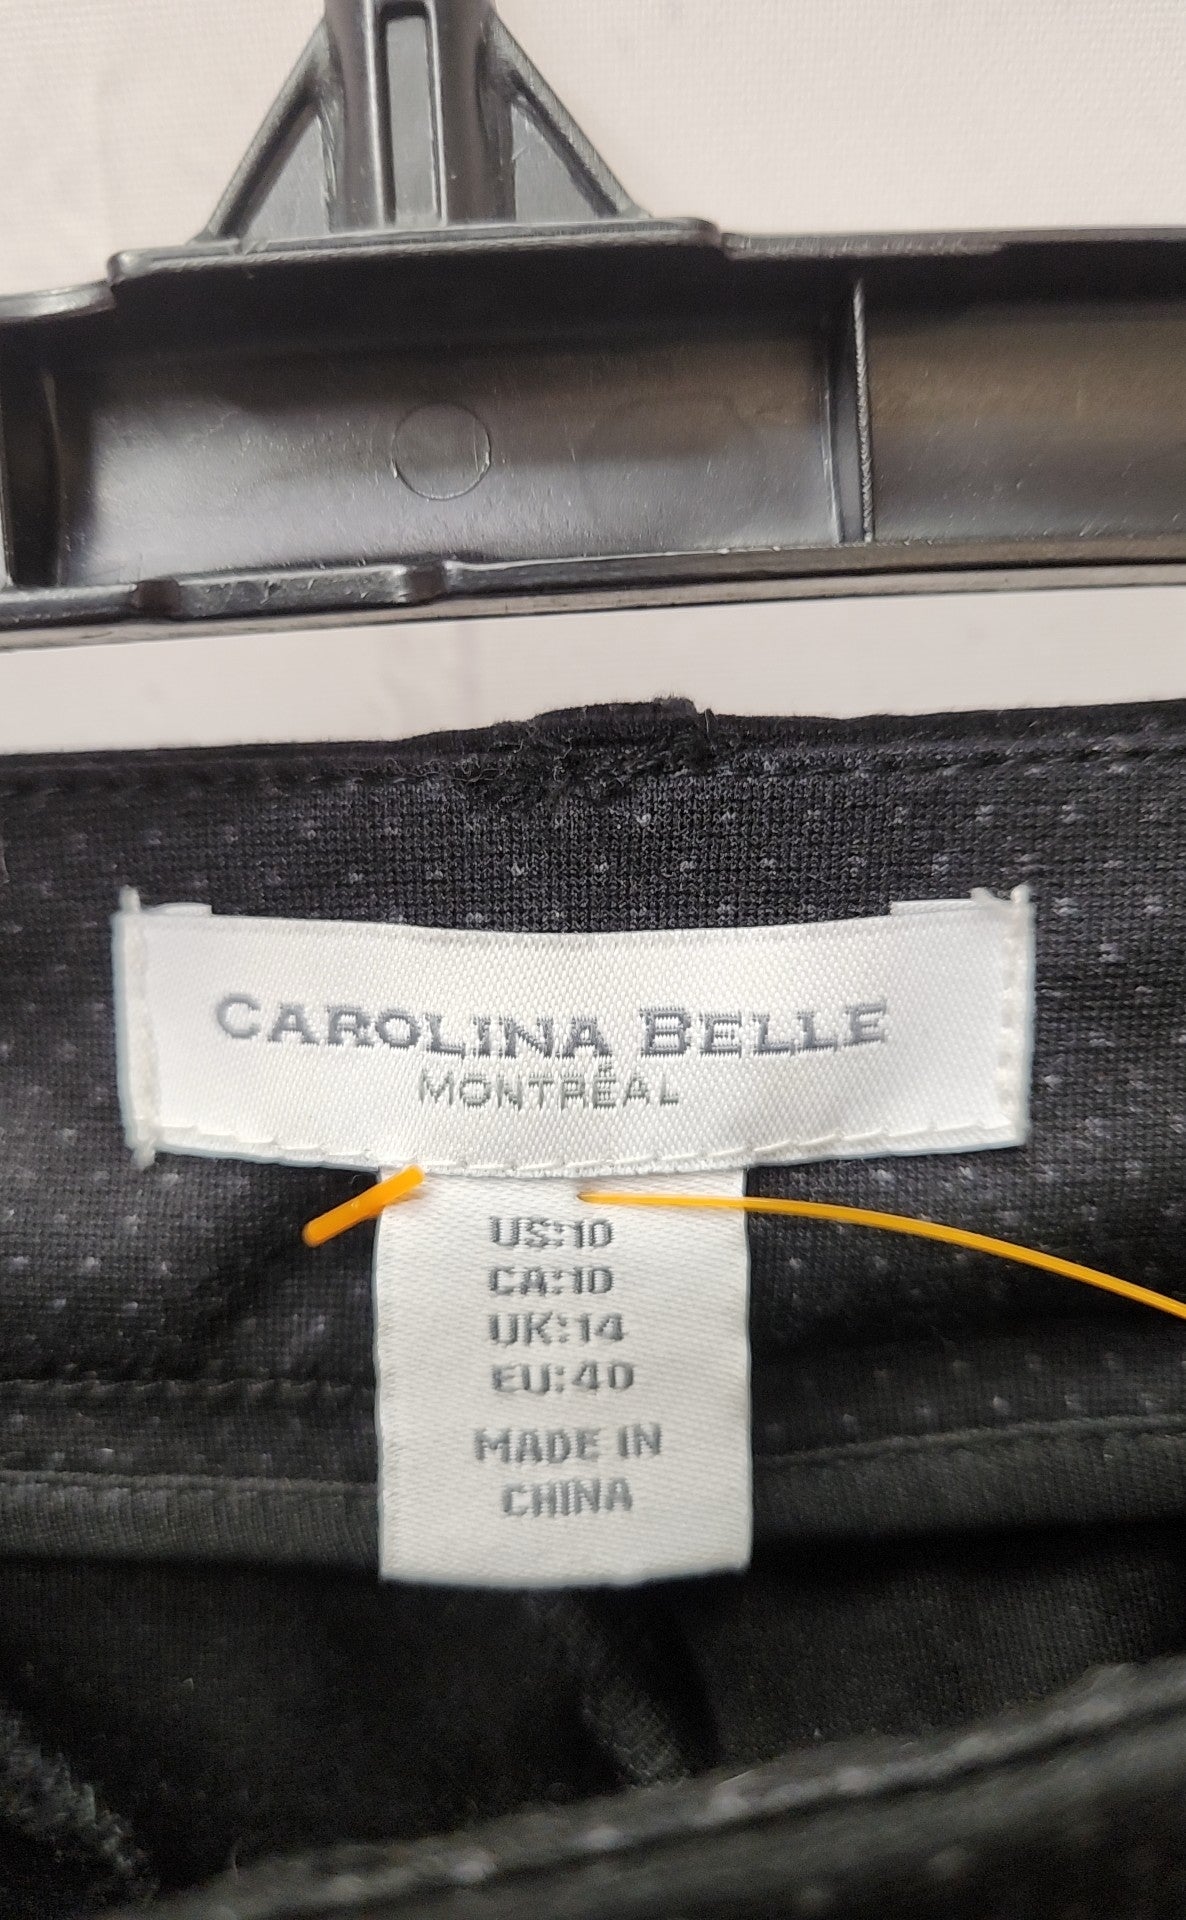 CAROLINA BELLE
MONTRÉAL
US:10
CA:10
UK:14
EU:40
MADE IN
CHINA